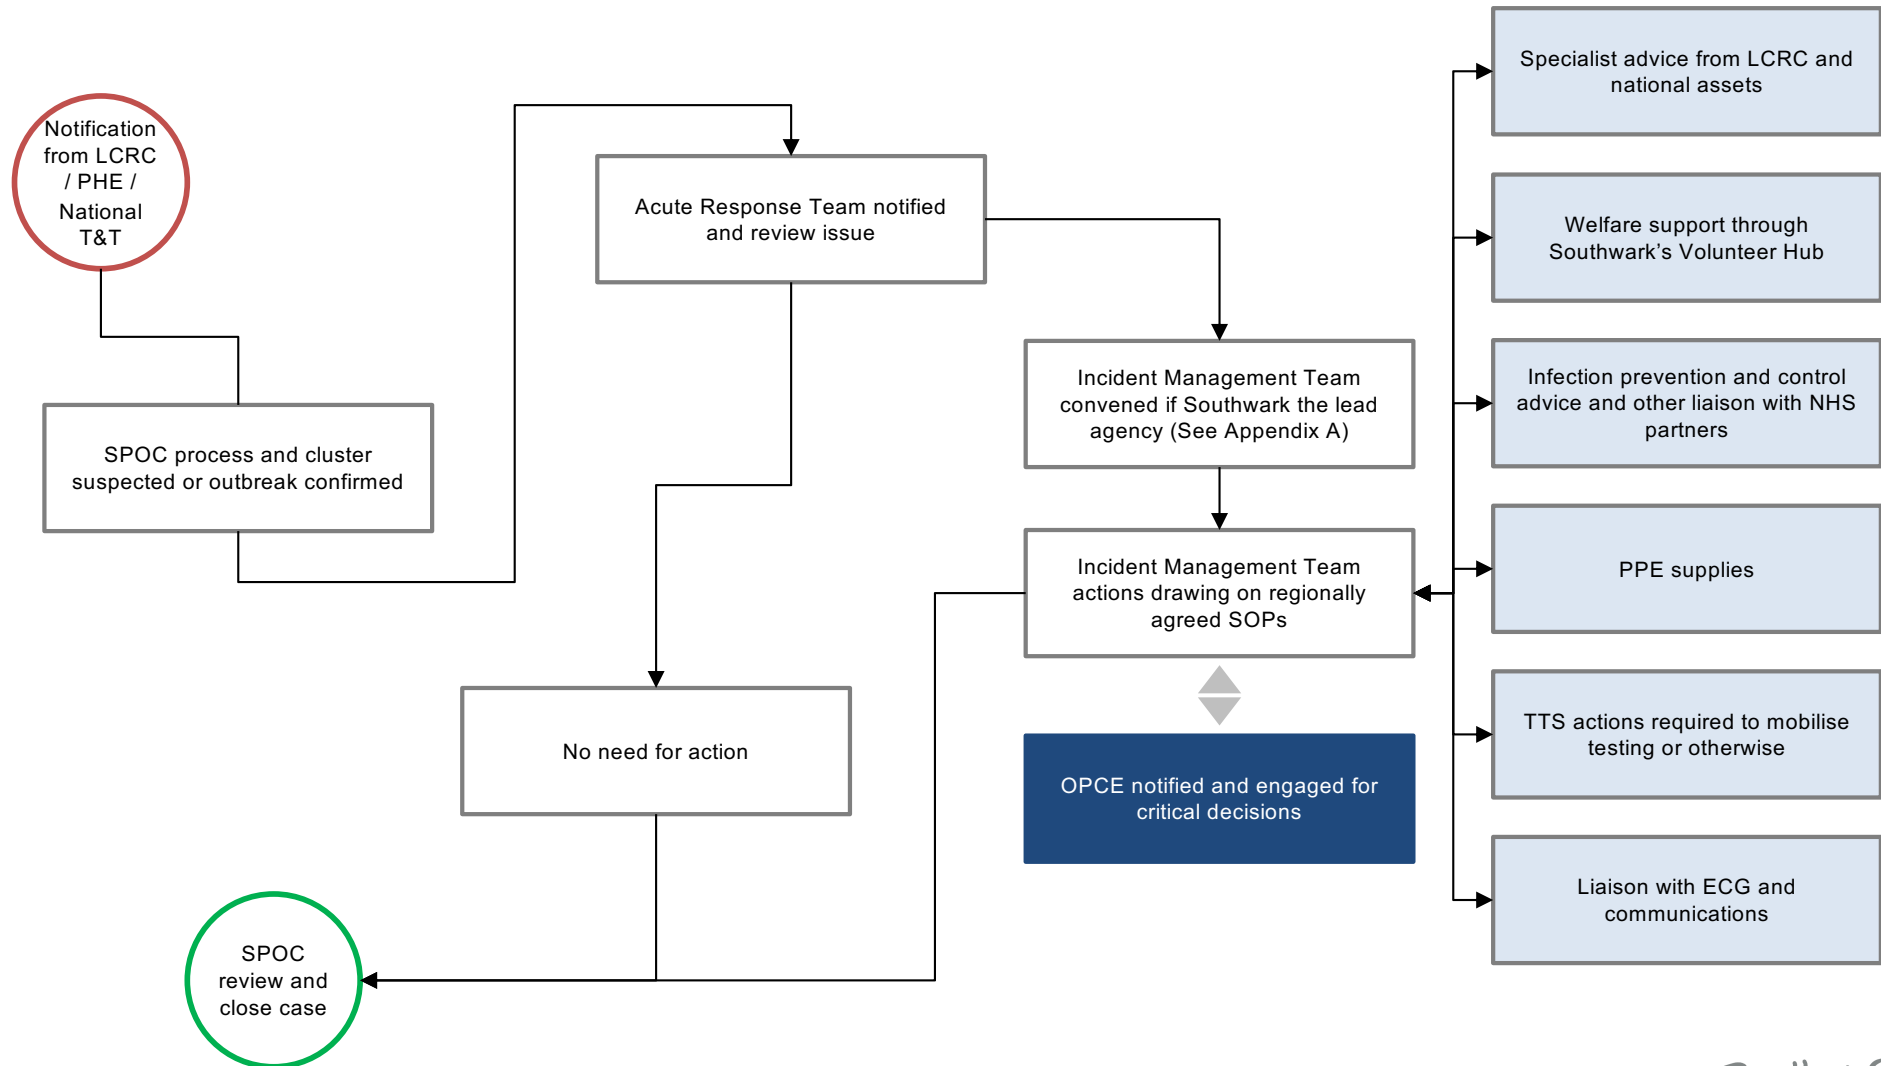 Notification
from LCRC
/ PHE /
National
T&T
SPOC process and cluster
suspected or outbreak confirmed
Acute Response Team notified
and review issue
No need for action
SPOC
review and
close case
Incident Management Team
convened if Southwark the lead
agency (See Appendix A)
Incident Management Team
actions drawing on regionally
agreed SOPs
OPCE notified and engaged for
critical decisions
Specialist advice from LCRC and
national assets
Welfare support through
Southwark’s Volunteer Hub
Infection prevention and control
advice and other liaison with NHS
partners
PPE supplies
TTS actions required to mobilise
testing or otherwise
Liaison with ECG and
communications